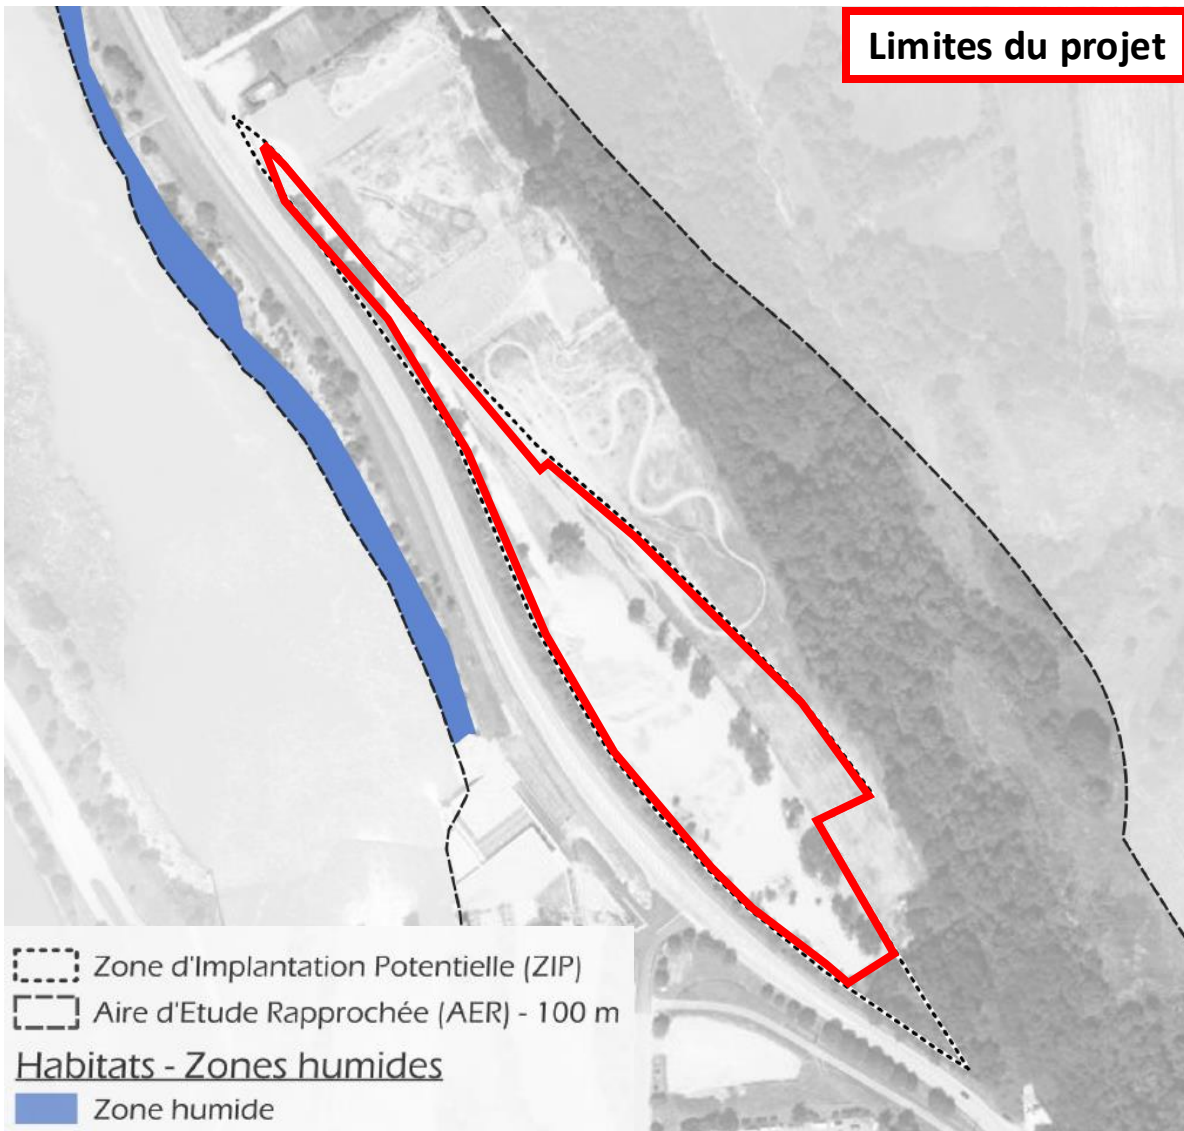 Limites du projet
Zone d'Implantation Potentielle (ZIP)
Aire d'Etude Rapprochée (AER) - 100 m
Habitats - Zones humides
Zone humide